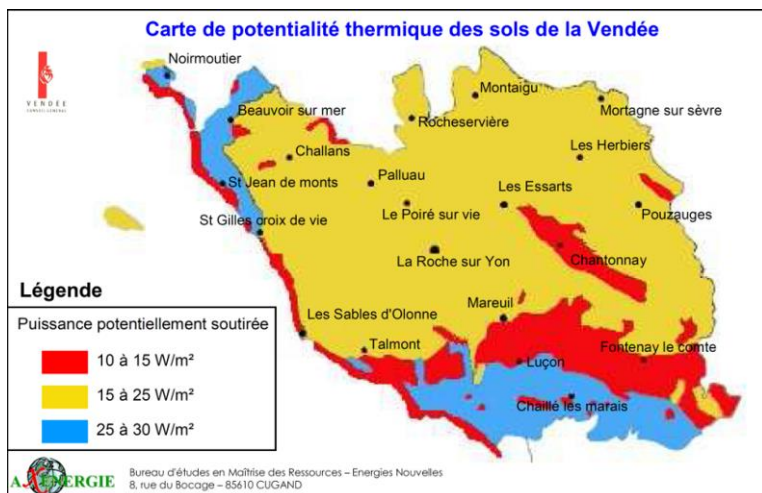 Carte de potentialité thermique des sols de la Vendée
VENDÉE
Noirmoutier
Beauvoir sur mer
Montaigu
Rocheservière
Mortagne sur sèvre
Challans
Les Herbiers
St Jean de monts
Palluau
Le Poiré sur vie
Les Essarts
Pouzauges
St Gilles croix de vie
La Roche sur Yon
Chantonnay
Les Sables d'Olonne
Mareuil
Talmont
Luçon
Fontenay le comte
Chaillé les marais
Légende
Puissance potentiellement soutirée
10 à 15 W/m²
15 à 25 W/m²
25 à 30 W/m²
AXENERGIE
Bureau d'études en Maîtrise des Ressources – Energies Nouvelles
8, rue du Bocage – 85610 CUGAND